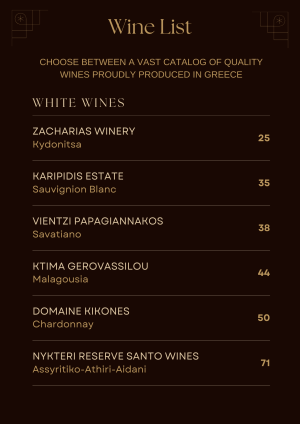 Wine List
CHOOSE BETWEEN A VAST CATALOG OF QUALITY
WINES PROUDLY PRODUCED IN GREECE
WHITE WINES
ZACHARIAS WINERY
Kydonitsa
25
KARIPIDIS ESTATE
Sauvignion Blanc
35
VIENTZI PAPAGIANNAKOS
Savatiano
38
KTIMA GEROVASSILOU
Malagousia
44
DOMAINE KIKONES
Chardonnay
50
NYKTERI RESERVE SANTO WINES
Assyritiko-Athiri-Aidani
71